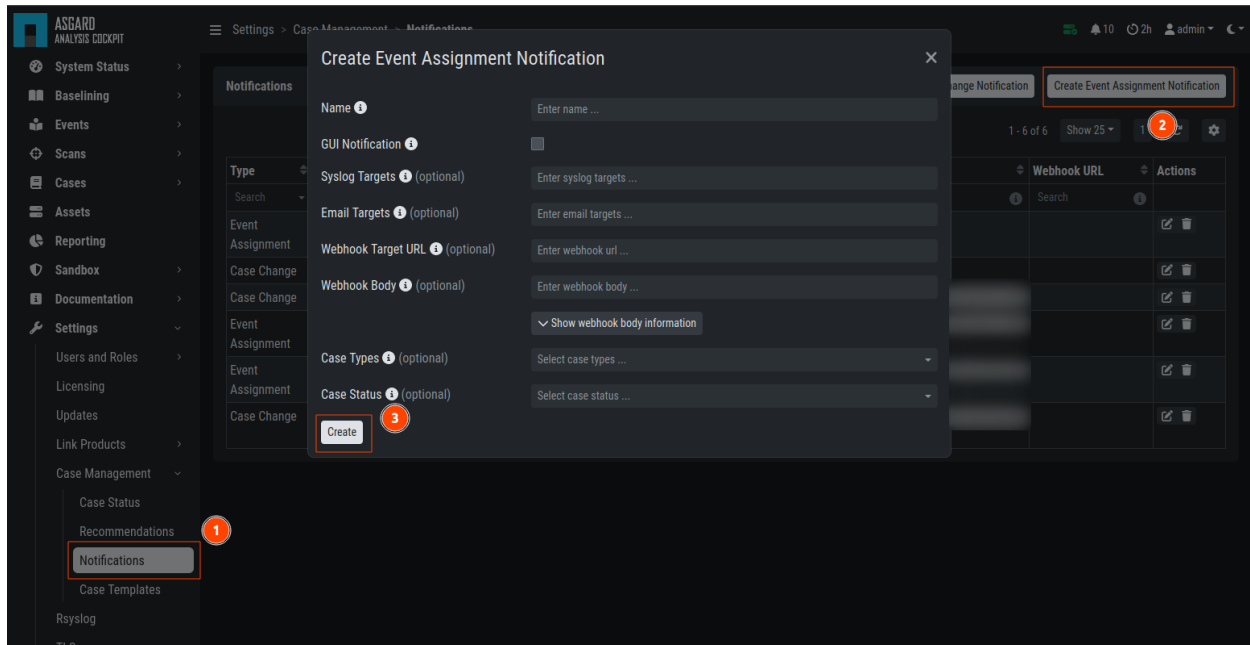 ASGARD
ANALYSIS COCKPIT
Settings > Case Management > Notifications
10
2h
admin
System Status
Baselining
Events
Scans
Cases
Assets
Reporting
Sandbox
Documentation
Settings
Users and Roles
Licensing
Updates
Link Products
Case Management
Case Status
Recommendations
1
Notifications
Case Templates
Rsyslog
Notifications
ange Notification
Create Event Assignment Notification
2
1 - 6 of 6
Show 25
1
Type
Webhook URL
Actions
Search
Search
Event
Assignment
Case Change
Case Change
Event
Assignment
Event
Assignment
Case Change
Create Event Assignment Notification
Name
Enter name ...
GUI Notification
Syslog Targets (optional)
Enter syslog targets ...
Email Targets (optional)
Enter email targets ...
Webhook Target URL (optional)
Enter webhook url ...
Webhook Body (optional)
Enter webhook body ...
Show webhook body information
Case Types (optional)
Select case types ...
Case Status (optional)
Select case status ...
3
Create